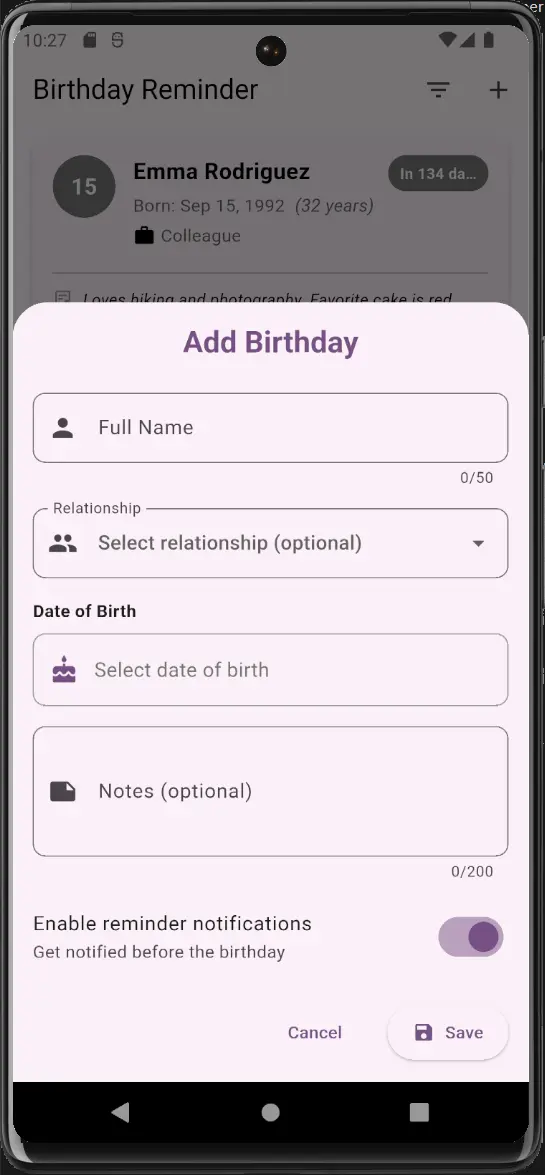 er
10:27
Birthday Reminder
15
Emma Rodriguez
In 134 da...
Born: Sep 15, 1992 (32 years)
Colleague
Loves hiking and photography. Favorite cake is red
Add Birthday
Full Name
0/50
Relationship
Select relationship (optional)
Date of Birth
Select date of birth
Notes (optional)
0/200
Enable reminder notifications
Get notified before the birthday
Cancel
Save